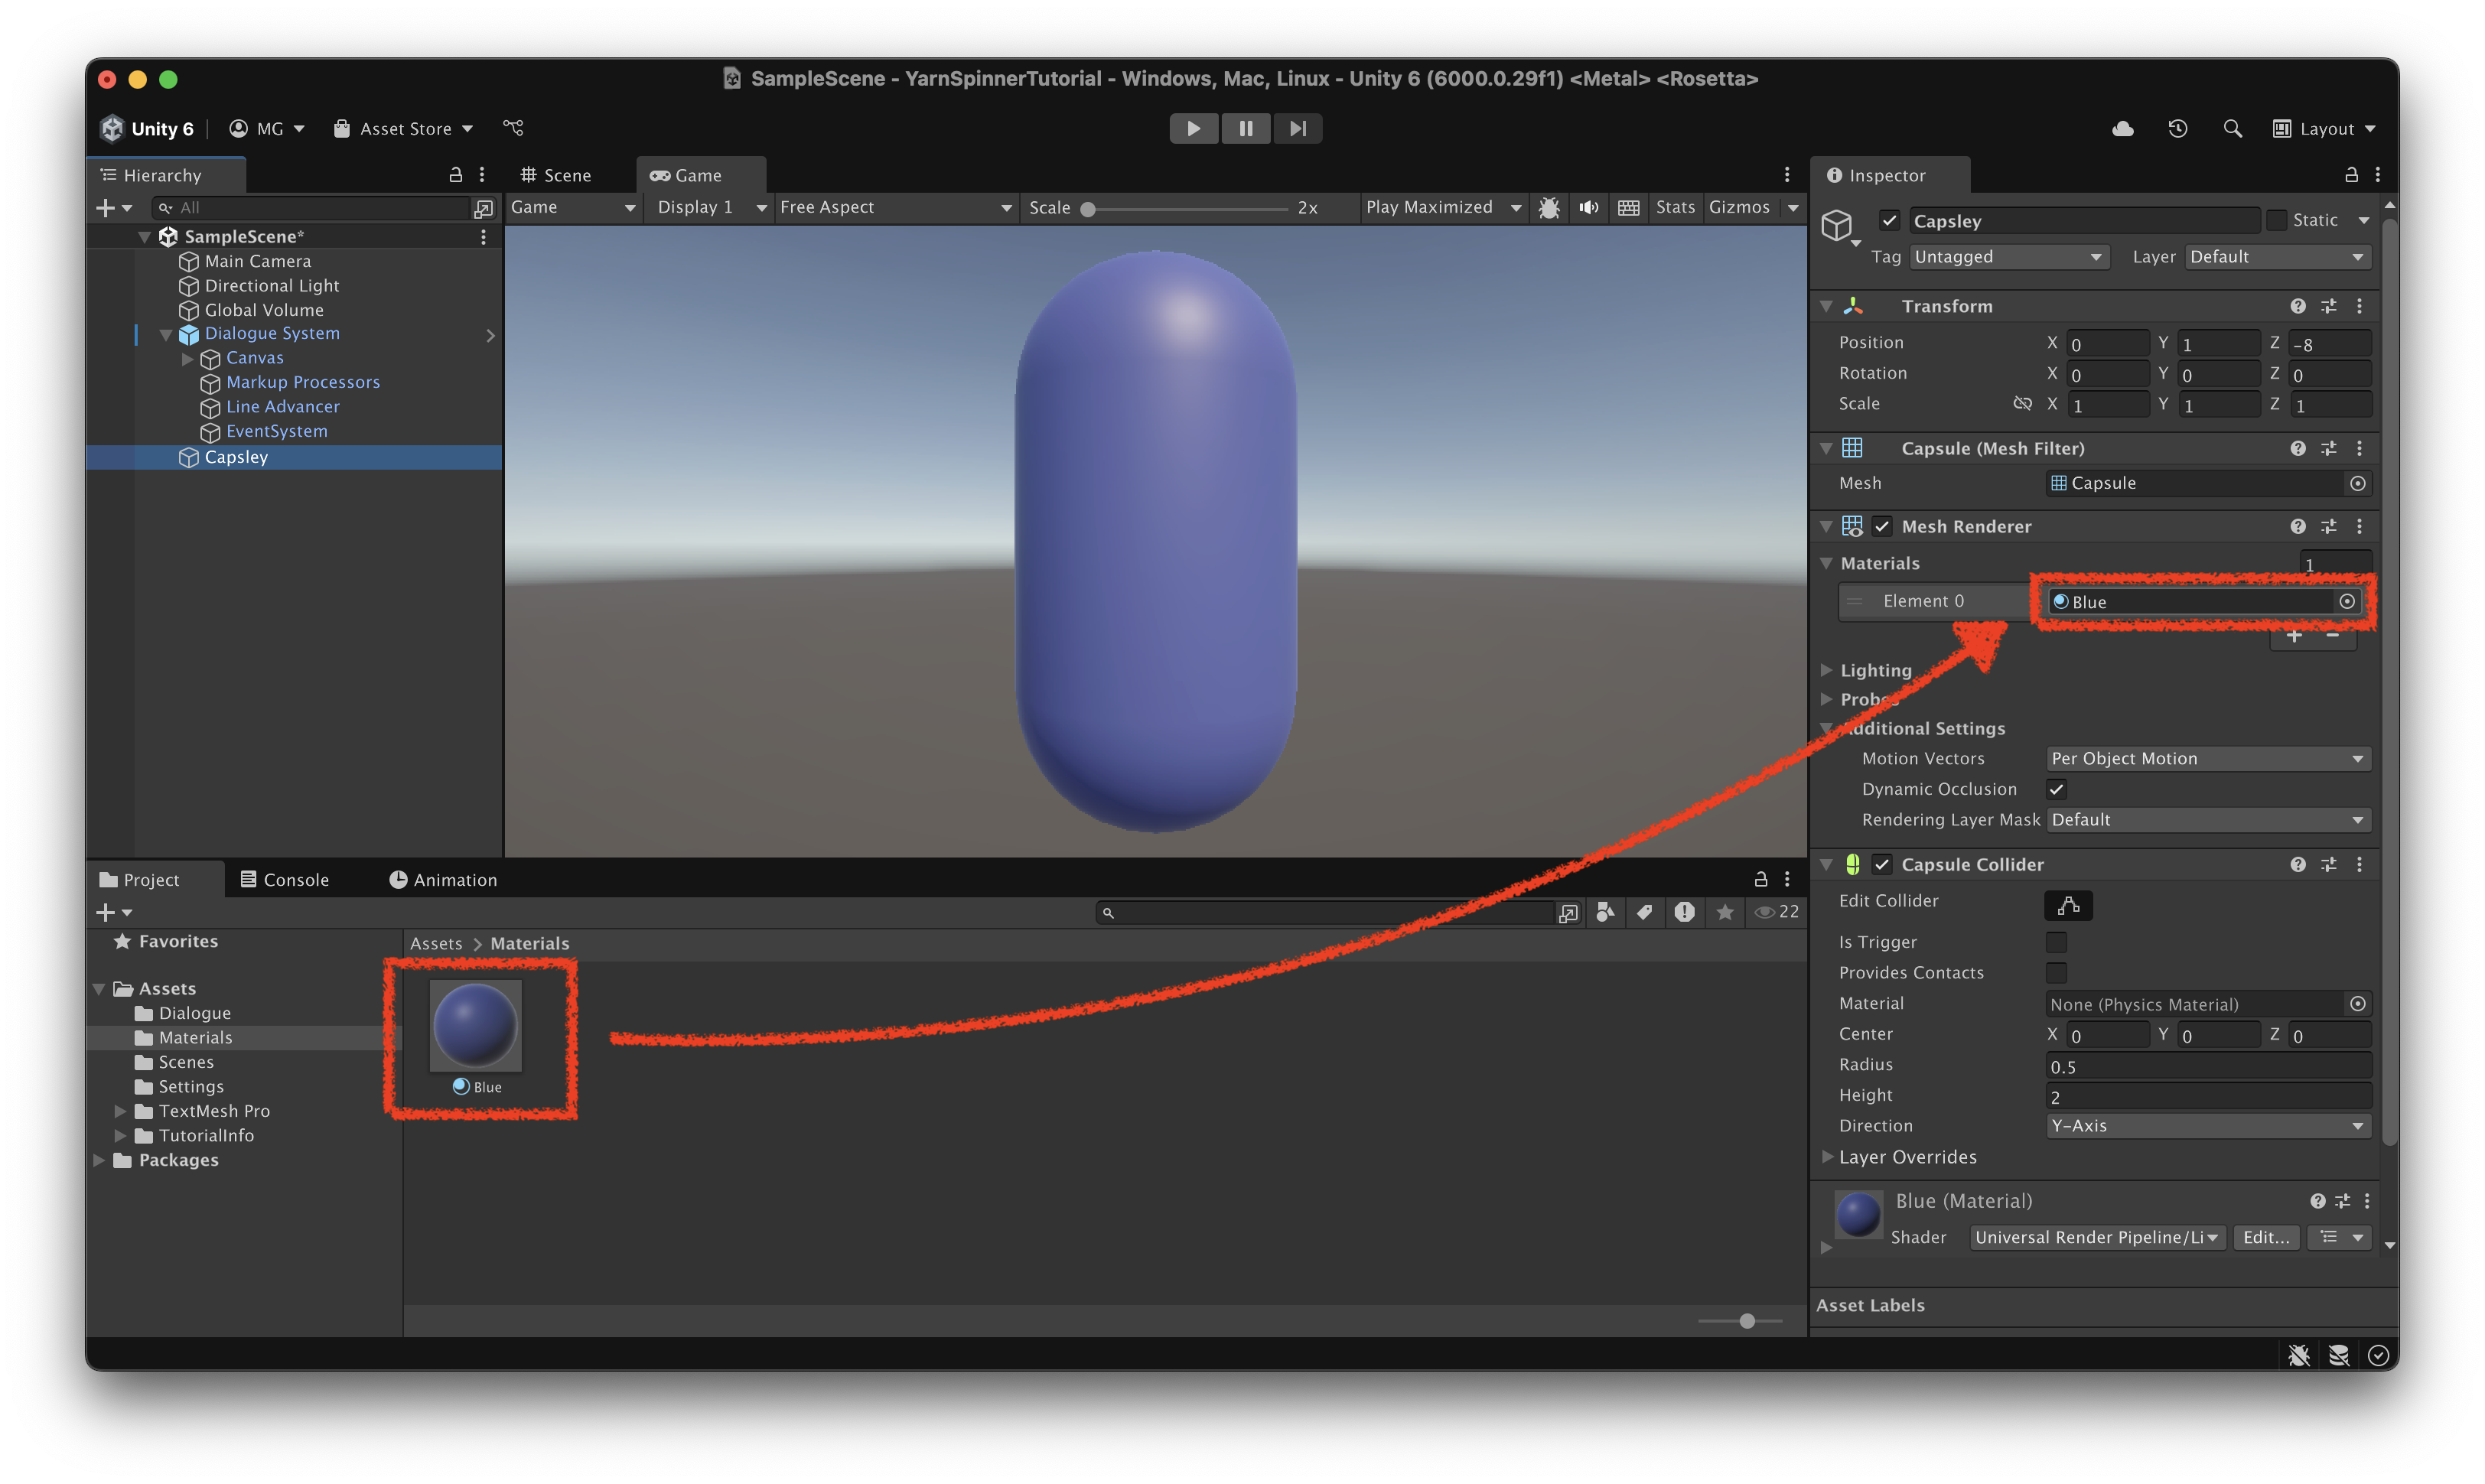 SampleScene - YarnSpinnerTutorial - Windows, Mac, Linux - Unity 6 (6000.0.29f1) <Metal> <Rosetta>
Unity 6
MG
Asset Store
Layout
Hierarchy
All
SampleScene*
Main Camera
Directional Light
Global Volume
Dialogue System
Canvas
Markup Processors
Line Advancer
EventSystem
Capsley
Scene
Game
Game
Display 1
Free Aspect
Scale
2x
Play Maximized
Stats
Gizmos
Inspector
Capsley
Static
Tag
Untagged
Layer
Default
Transform
Position X 0 Y 1 Z -8
Rotation X 0 Y 0 Z 0
Scale X 1 Y 1 Z 1
Capsule (Mesh Filter)
Mesh
Capsule
Mesh Renderer
Materials
1
Element 0
Blue
Lighting
Additional Settings
Motion Vectors
Per Object Motion
Dynamic Occlusion
Rendering Layer Mask
Default
Capsule Collider
Edit Collider
Is Trigger
Provides Contacts
Material
None (Physics Material)
Center X 0 Y 0 Z 0
Radius
0.5
Height
2
Direction
Y-Axis
Layer Overrides
Blue (Material)
Shader
Universal Render Pipeline/Li
Edit...
Asset Labels
Project
Console
Animation
22
Favorites
Assets
Dialogue
Materials
Scenes
Settings
TextMesh Pro
TutorialInfo
Packages
Assets > Materials
Blue